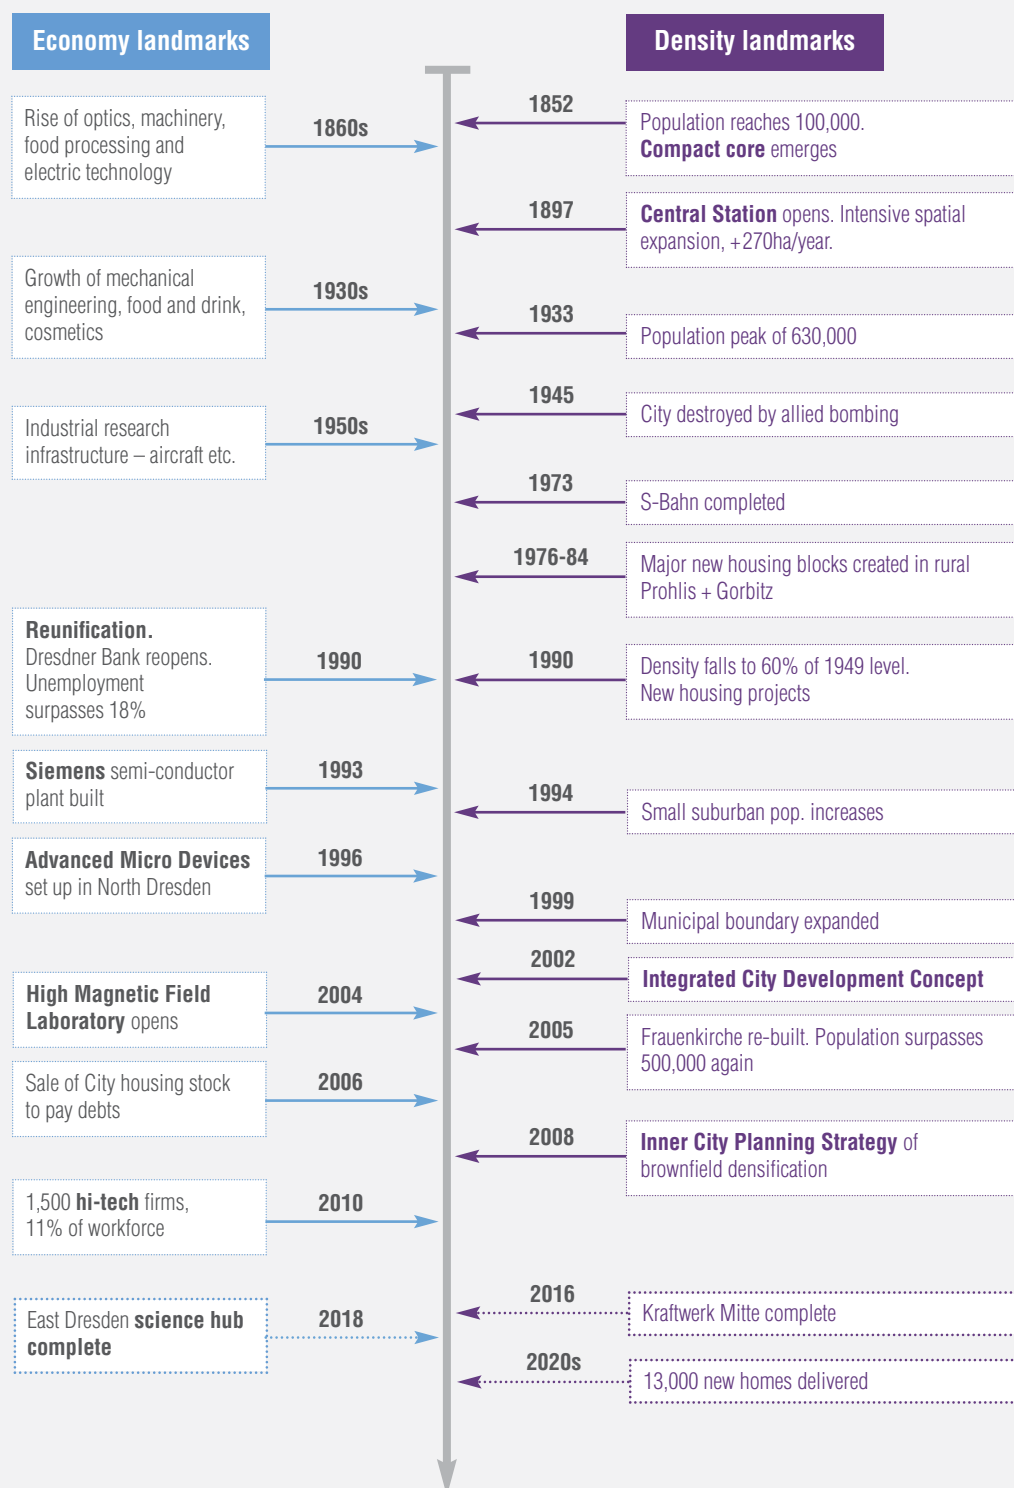 Economy landmarks
Density landmarks
1852
Population reaches 100,000.
Compact core emerges
Rise of optics, machinery,
food processing and
electric technology
1860s
1897
Central Station opens. Intensive spatial
expansion, +270ha/year.
Growth of mechanical
engineering, food and drink,
cosmetics
1930s
1933
Population peak of 630,000
1945
City destroyed by allied bombing
Industrial research
infrastructure – aircraft etc.
1950s
1973
S-Bahn completed
1976-84
Major new housing blocks created in rural
Prohlis + Gorbitz
Reunification.
Dresdner Bank reopens.
Unemployment
surpasses 18%
1990
1990
Density falls to 60% of 1949 level.
New housing projects
Siemens semi-conductor
plant built
1993
1994
Small suburban pop. increases
Advanced Micro Devices
set up in North Dresden
1996
1999
Municipal boundary expanded
2002
Integrated City Development Concept
High Magnetic Field
Laboratory opens
2004
2005
Frauenkirche re-built. Population surpasses
500,000 again
Sale of City housing stock
to pay debts
2006
2008
Inner City Planning Strategy of
brownfield densification
1,500 hi-tech firms,
11% of workforce
2010
2016
Kraftwerk Mitte complete
East Dresden science hub
complete
2018
2020s
13,000 new homes delivered